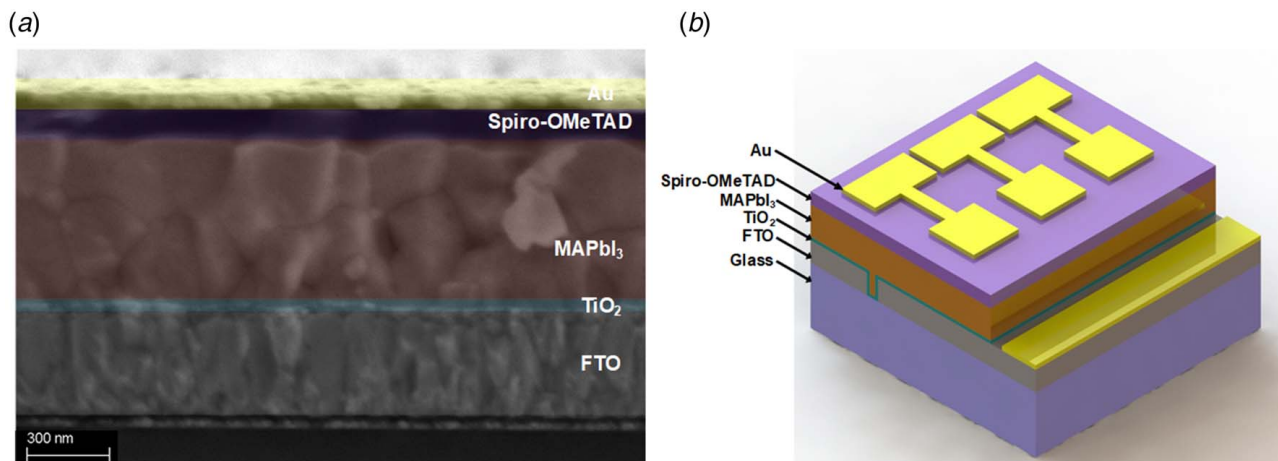 (a)
Au
Spiro-OMeTAD
MAPbI₃
TiO₂
FTO
300 nm
(b)
Au
Spiro-OMeTAD
MAPbI₃
TiO₂
FTO
Glass